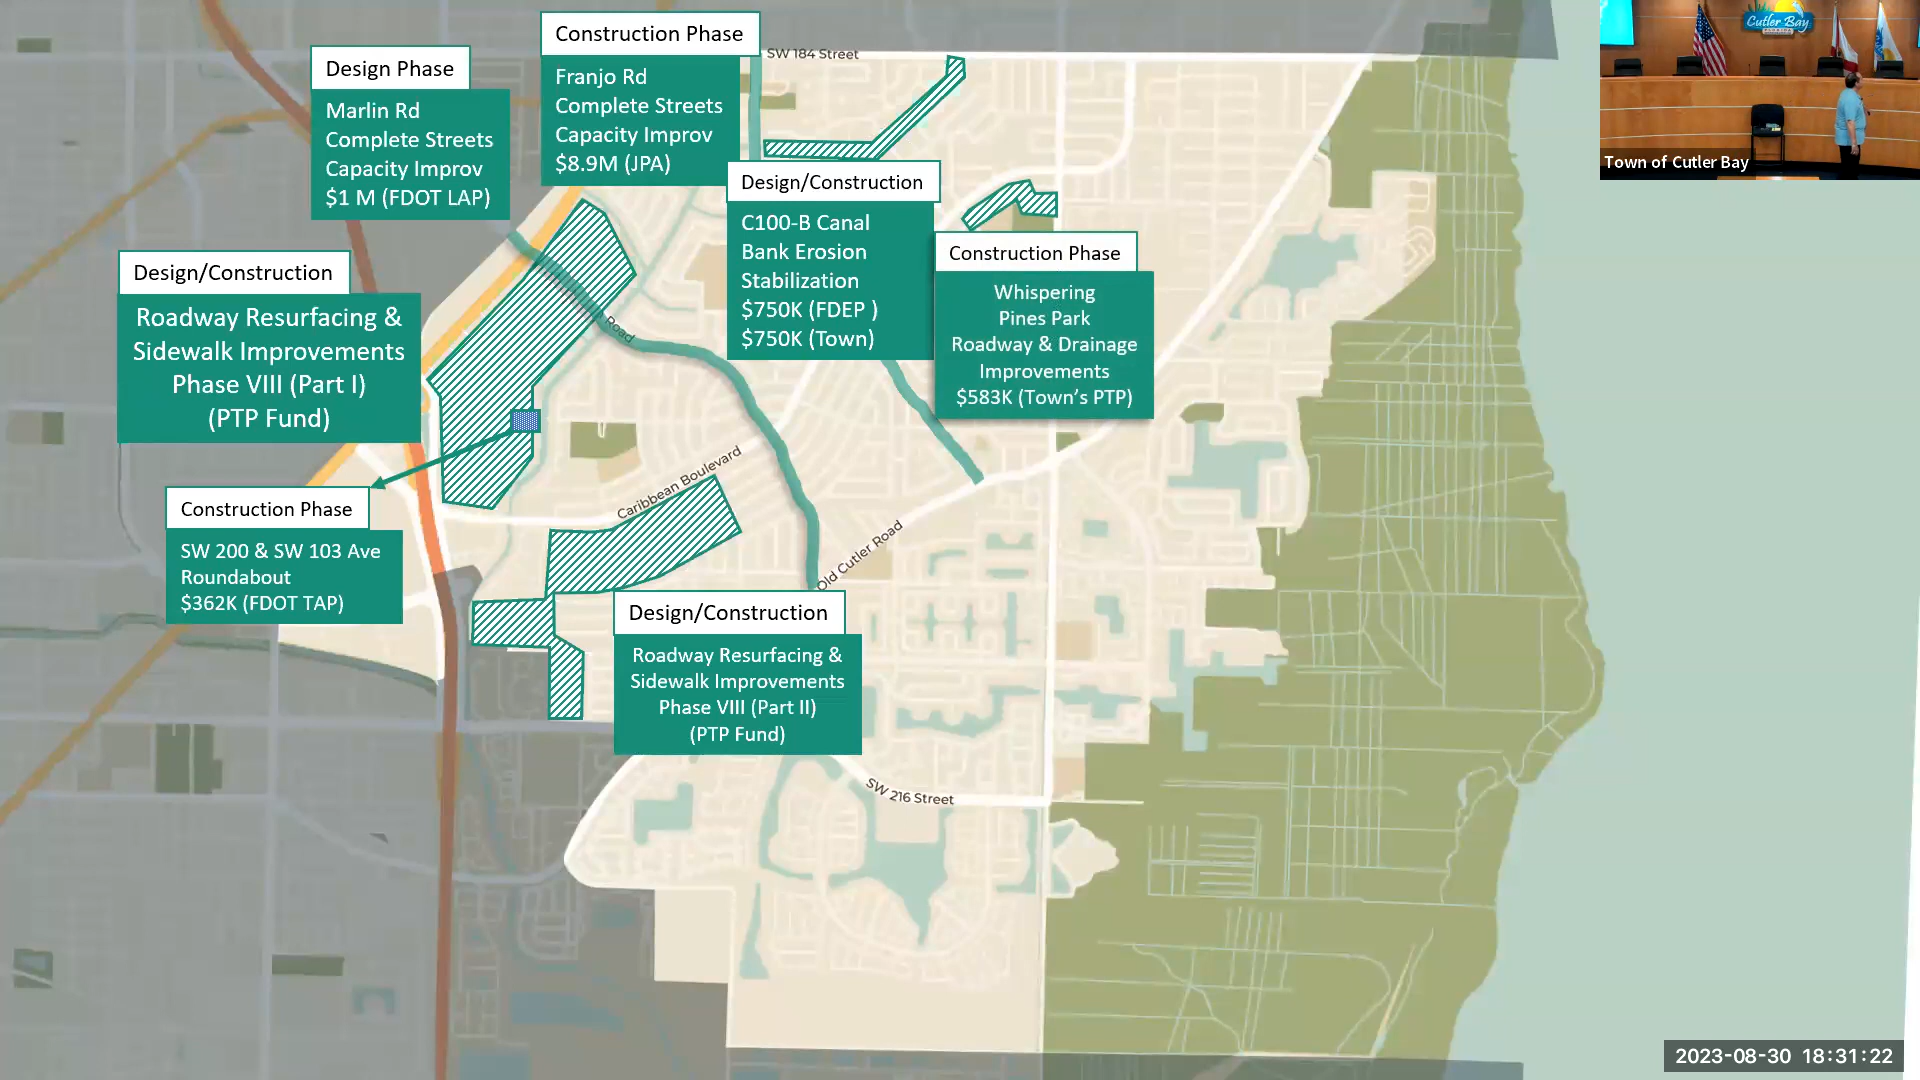 Construction Phase
Franjo Rd
Complete Streets
Capacity Improv
$8.9M (JPA)
SW 184 Street
Design Phase
Marlin Rd
Complete Streets
Capacity Improv
$1 M (FDOT LAP)
Design/Construction
C100-B Canal
Bank Erosion
Stabilization
$750K (FDEP )
$750K (Town)
Construction Phase
Whispering
Pines Park
Roadway & Drainage
Improvements
$583K (Town's PTP)
Design/Construction
Roadway Resurfacing &
Sidewalk Improvements
Phase VIII (Part I)
(PTP Fund)
Road
Caribbean Boulevard
Construction Phase
SW 200 & SW 103 Ave
Roundabout
$362K (FDOT TAP)
Old Cutler Road
Design/Construction
Roadway Resurfacing &
Sidewalk Improvements
Phase VIII (Part II)
(PTP Fund)
SW 216 Street
Cutler Bay
Town of Cutler Bay
2023-08-30 18:31:22